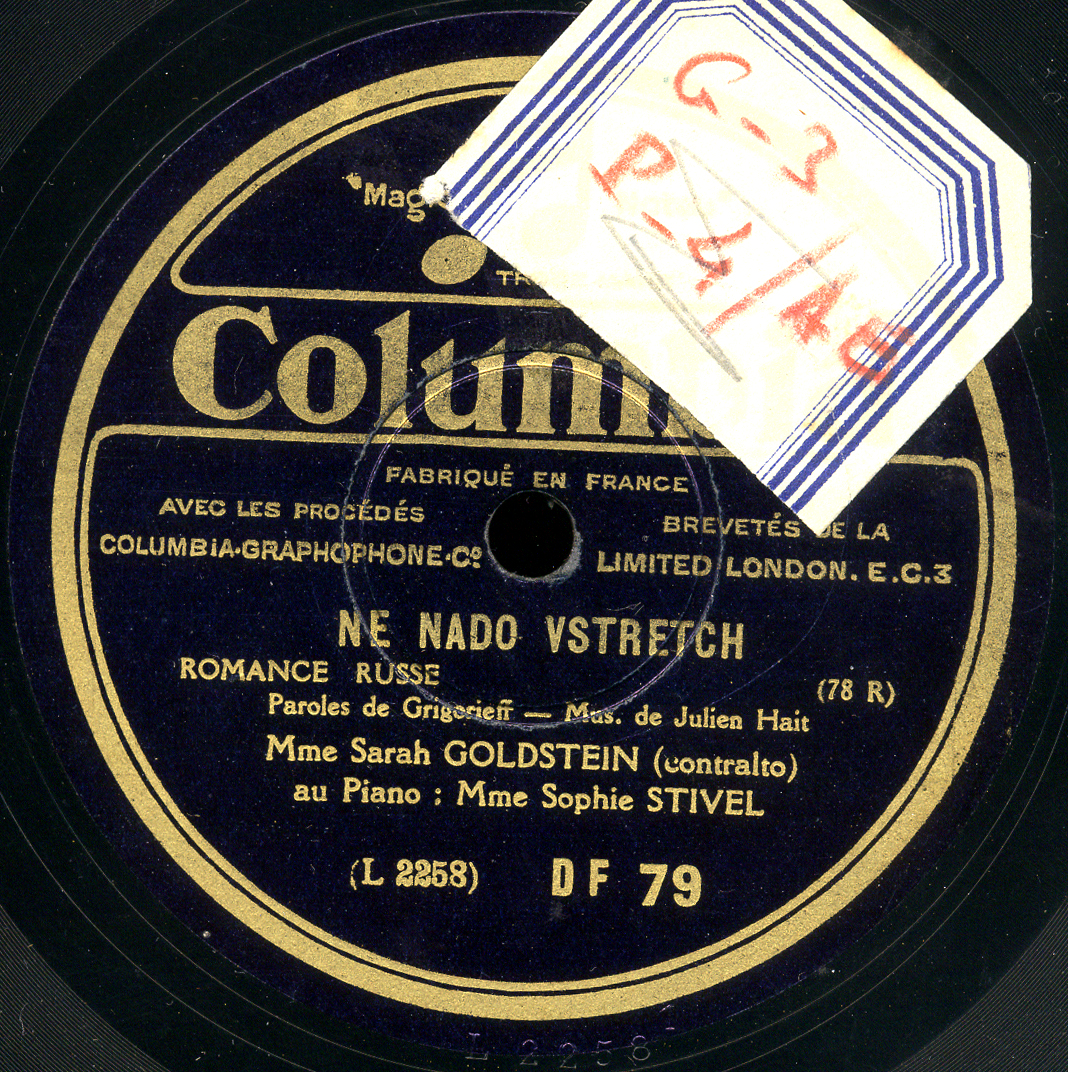 G-3
P-4/40
FABRIQUÉ EN FRANCE
AVEC LES PROCÉDÉS BREVETÉS DE LA
COLUMBIA-GRAPHOPHONE-Cº LIMITED LONDON. E.C.3
NE NADO VSTRETCH
ROMANCE RUSSE
(78 R)
Paroles de Grigorieff — Mus. de Julien Hait
Mme Sarah GOLDSTEIN (contralto)
au Piano : Mme Sophie STIVEL
(L 2258) DF 79
L 2258